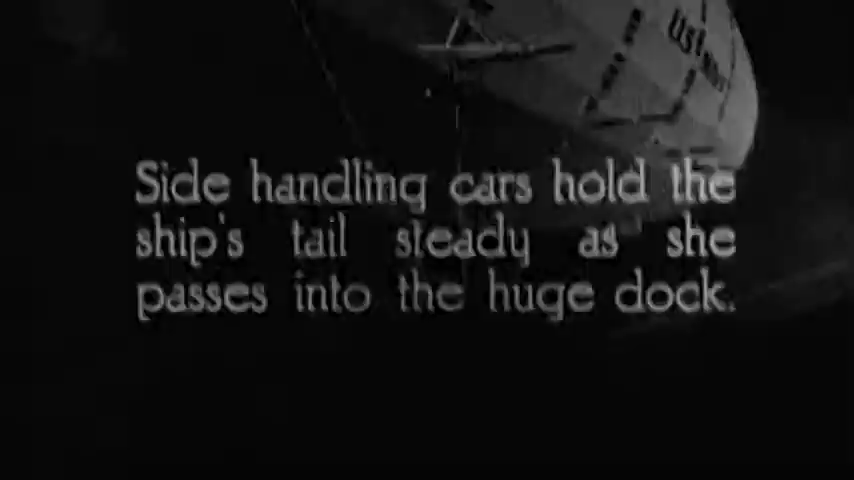 Side handling cars hold the
ship's tail steady as she
passes into the huge dock.